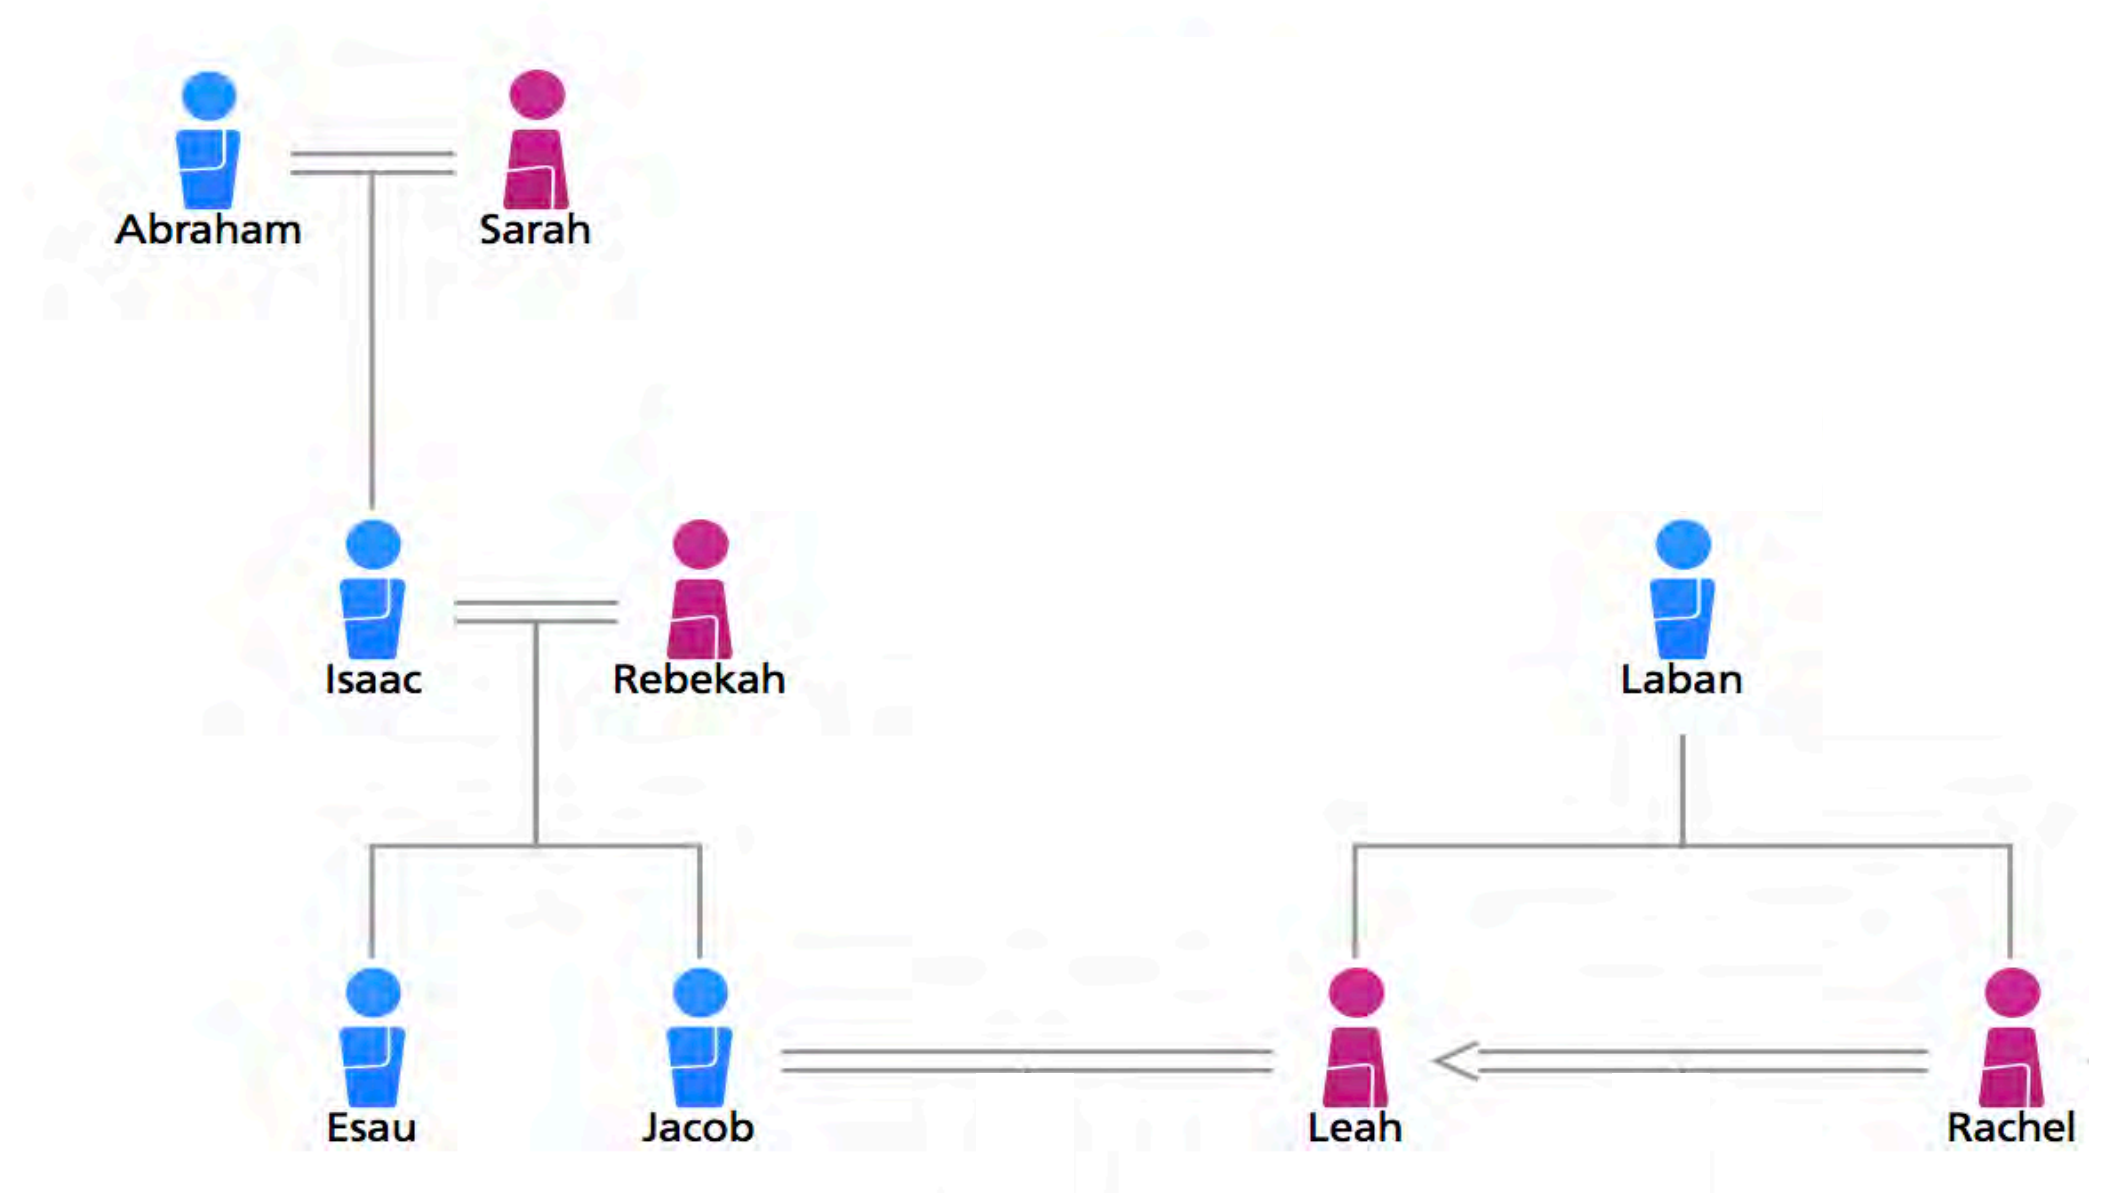 Abraham
Sarah
Isaac
Rebekah
Laban
Esau
Jacob
Leah
Rachel